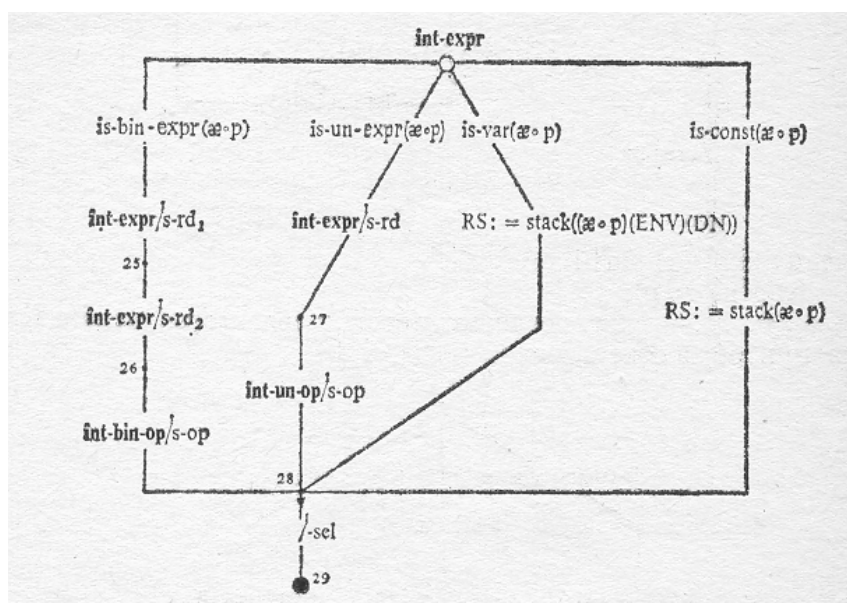 int-expr
is-bin-expr(æ∘p) is-un-expr(æ∘p) is-var(æ∘p) is-const(æ∘p)
int-expr/s-rd₁ int-expr/s-rd RS: = stack((æ∘p)(ENV)(DN))
25
int-expr/s-rd₂ 27 RS: = stack(æ∘p)
26
int-un-op/s-op
int-bin-op/s-op
28
/-sel
29